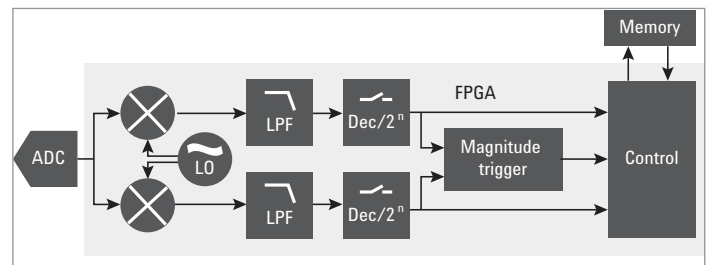 Memory
FPGA
LPF
Dec/2ⁿ
ADC
LO
Magnitude
trigger
Control
LPF
Dec/2ⁿ